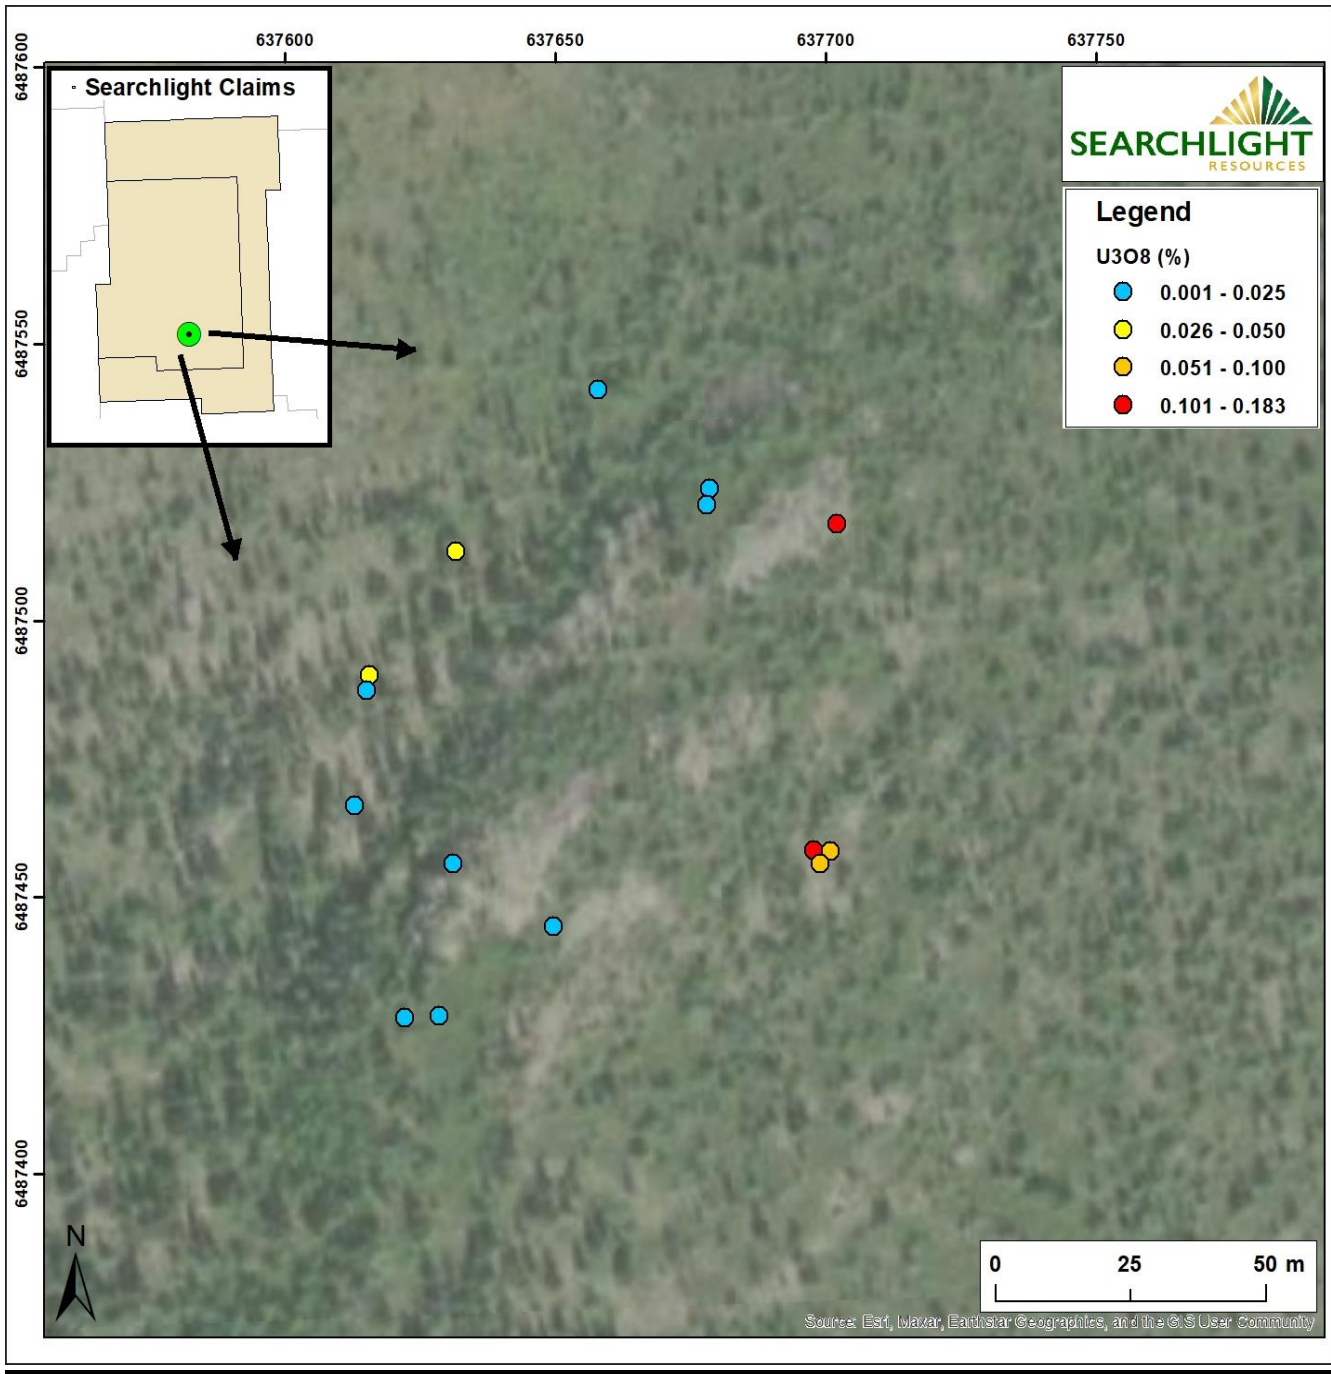 637600 637650 637700 637750
6487600
6487550
6487500
6487450
6487400
Searchlight Claims
SEARCHLIGHT
RESOURCES
Legend
U3O8 (%)
0.001 - 0.025
0.026 - 0.050
0.051 - 0.100
0.101 - 0.183
N
0 25 50 m
Source: Esri, Maxar, Earthstar Geographics, and the GIS User Community